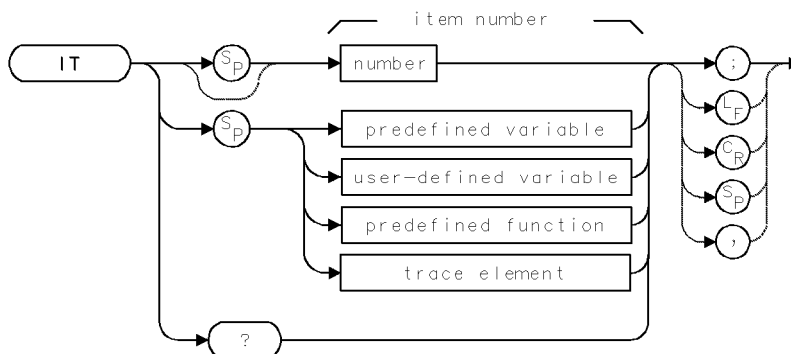 item number
IT
SP
number
;
LF
SP
predefined variable
CR
user-defined variable
SP
predefined function
,
trace element
?